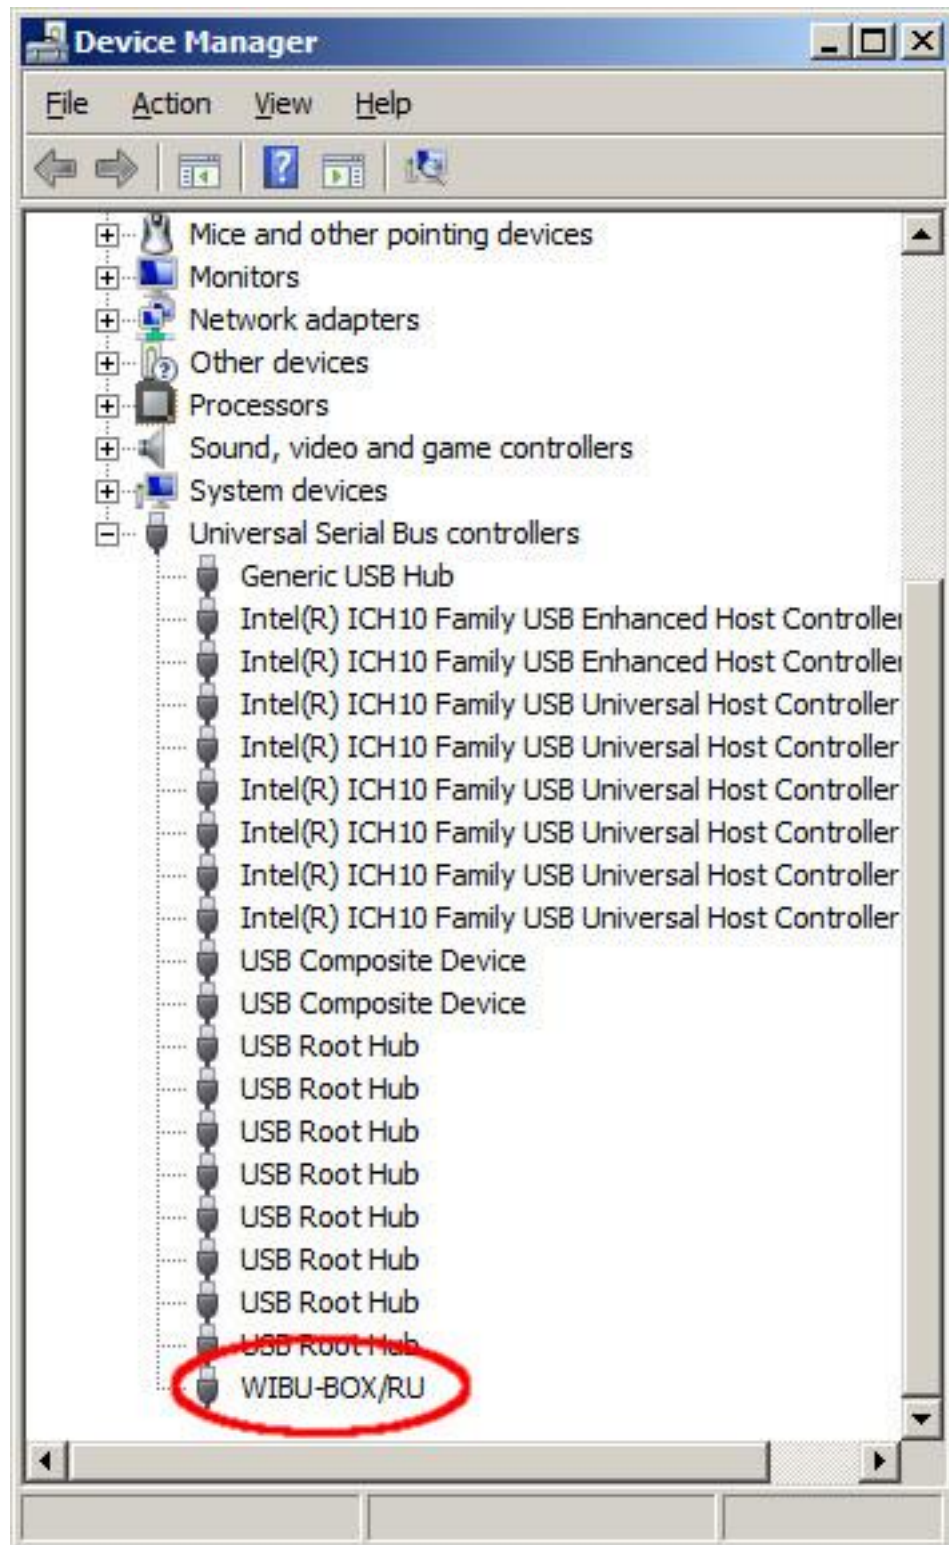 Device Manager
File Action View Help
Mice and other pointing devices
Monitors
Network adapters
Other devices
Processors
Sound, video and game controllers
System devices
Universal Serial Bus controllers
Generic USB Hub
Intel(R) ICH10 Family USB Enhanced Host Controller
Intel(R) ICH10 Family USB Enhanced Host Controller
Intel(R) ICH10 Family USB Universal Host Controller
Intel(R) ICH10 Family USB Universal Host Controller
Intel(R) ICH10 Family USB Universal Host Controller
Intel(R) ICH10 Family USB Universal Host Controller
Intel(R) ICH10 Family USB Universal Host Controller
Intel(R) ICH10 Family USB Universal Host Controller
USB Composite Device
USB Composite Device
USB Root Hub
USB Root Hub
USB Root Hub
USB Root Hub
USB Root Hub
USB Root Hub
USB Root Hub
USB Root Hub
WIBU-BOX/RU